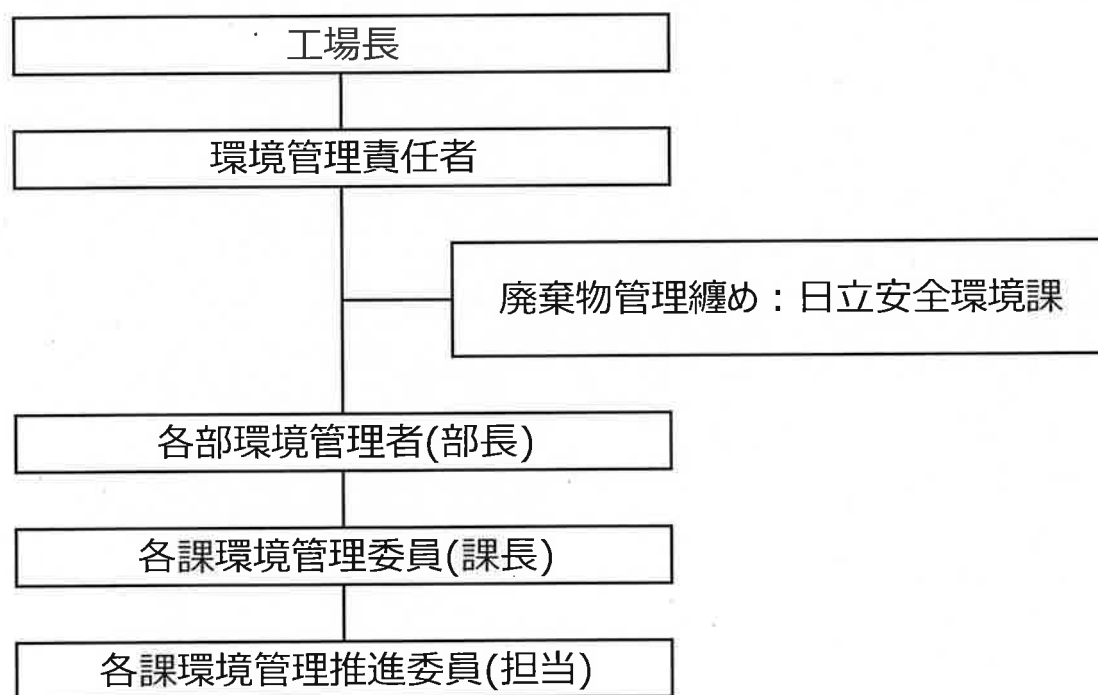 工場長
環境管理責任者
廃棄物管理纏め：日立安全環境課
各部環境管理者(部長)
各課環境管理委員(課長)
各課環境管理推進委員(担当)